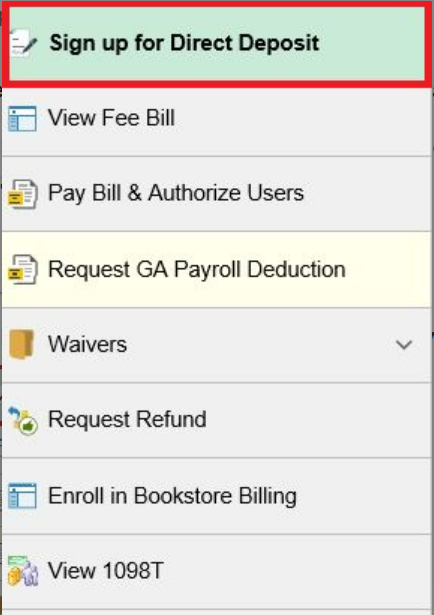 Sign up for Direct Deposit
View Fee Bill
Pay Bill & Authorize Users
Request GA Payroll Deduction
Waivers
Request Refund
Enroll in Bookstore Billing
View 1098T